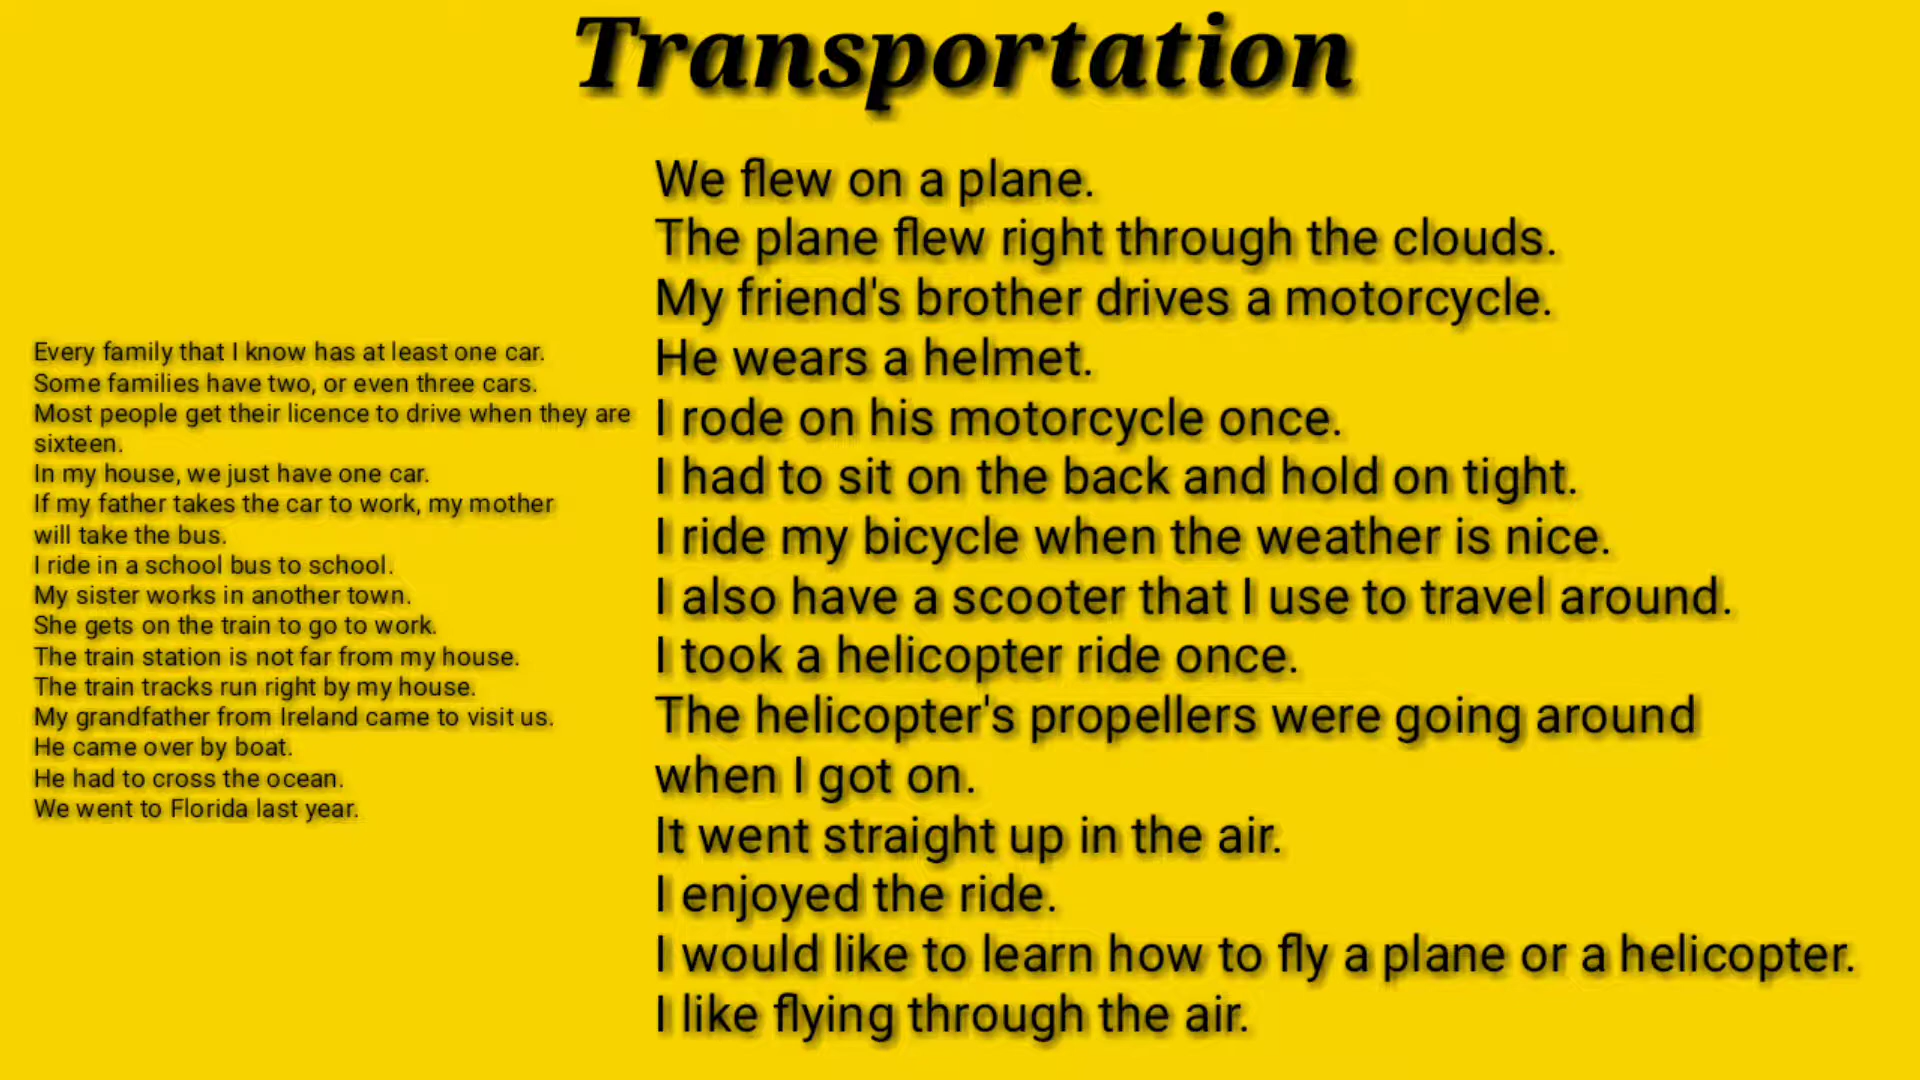 Transportation
Every family that I know has at least one car.
Some families have two, or even three cars.
Most people get their licence to drive when they are
sixteen.
In my house, we just have one car.
If my father takes the car to work, my mother
will take the bus.
I ride in a school bus to school.
My sister works in another town.
She gets on the train to go to work.
The train station is not far from my house.
The train tracks run right by my house.
My grandfather from Ireland came to visit us.
He came over by boat.
He had to cross the ocean.
We went to Florida last year.
We flew on a plane.
The plane flew right through the clouds.
My friend's brother drives a motorcycle.
He wears a helmet.
I rode on his motorcycle once.
I had to sit on the back and hold on tight.
I ride my bicycle when the weather is nice.
I also have a scooter that I use to travel around.
I took a helicopter ride once.
The helicopter's propellers were going around
when I got on.
It went straight up in the air.
I enjoyed the ride.
I would like to learn how to fly a plane or a helicopter.
I like flying through the air.